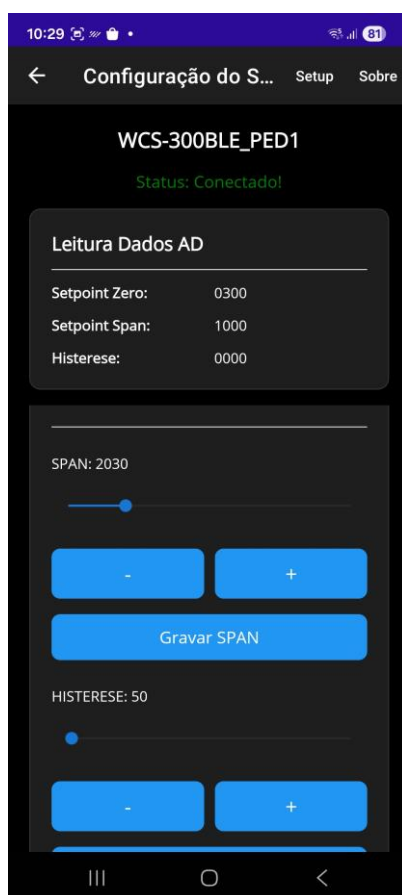 10:29 81
Configuração do S... Setup Sobre
WCS-300BLE_PED1
Status: Conectado!
Leitura Dados AD
Setpoint Zero: 0300
Setpoint Span: 1000
Histerese: 0000
SPAN: 2030
- +
Gravar SPAN
HISTERESE: 50
- +